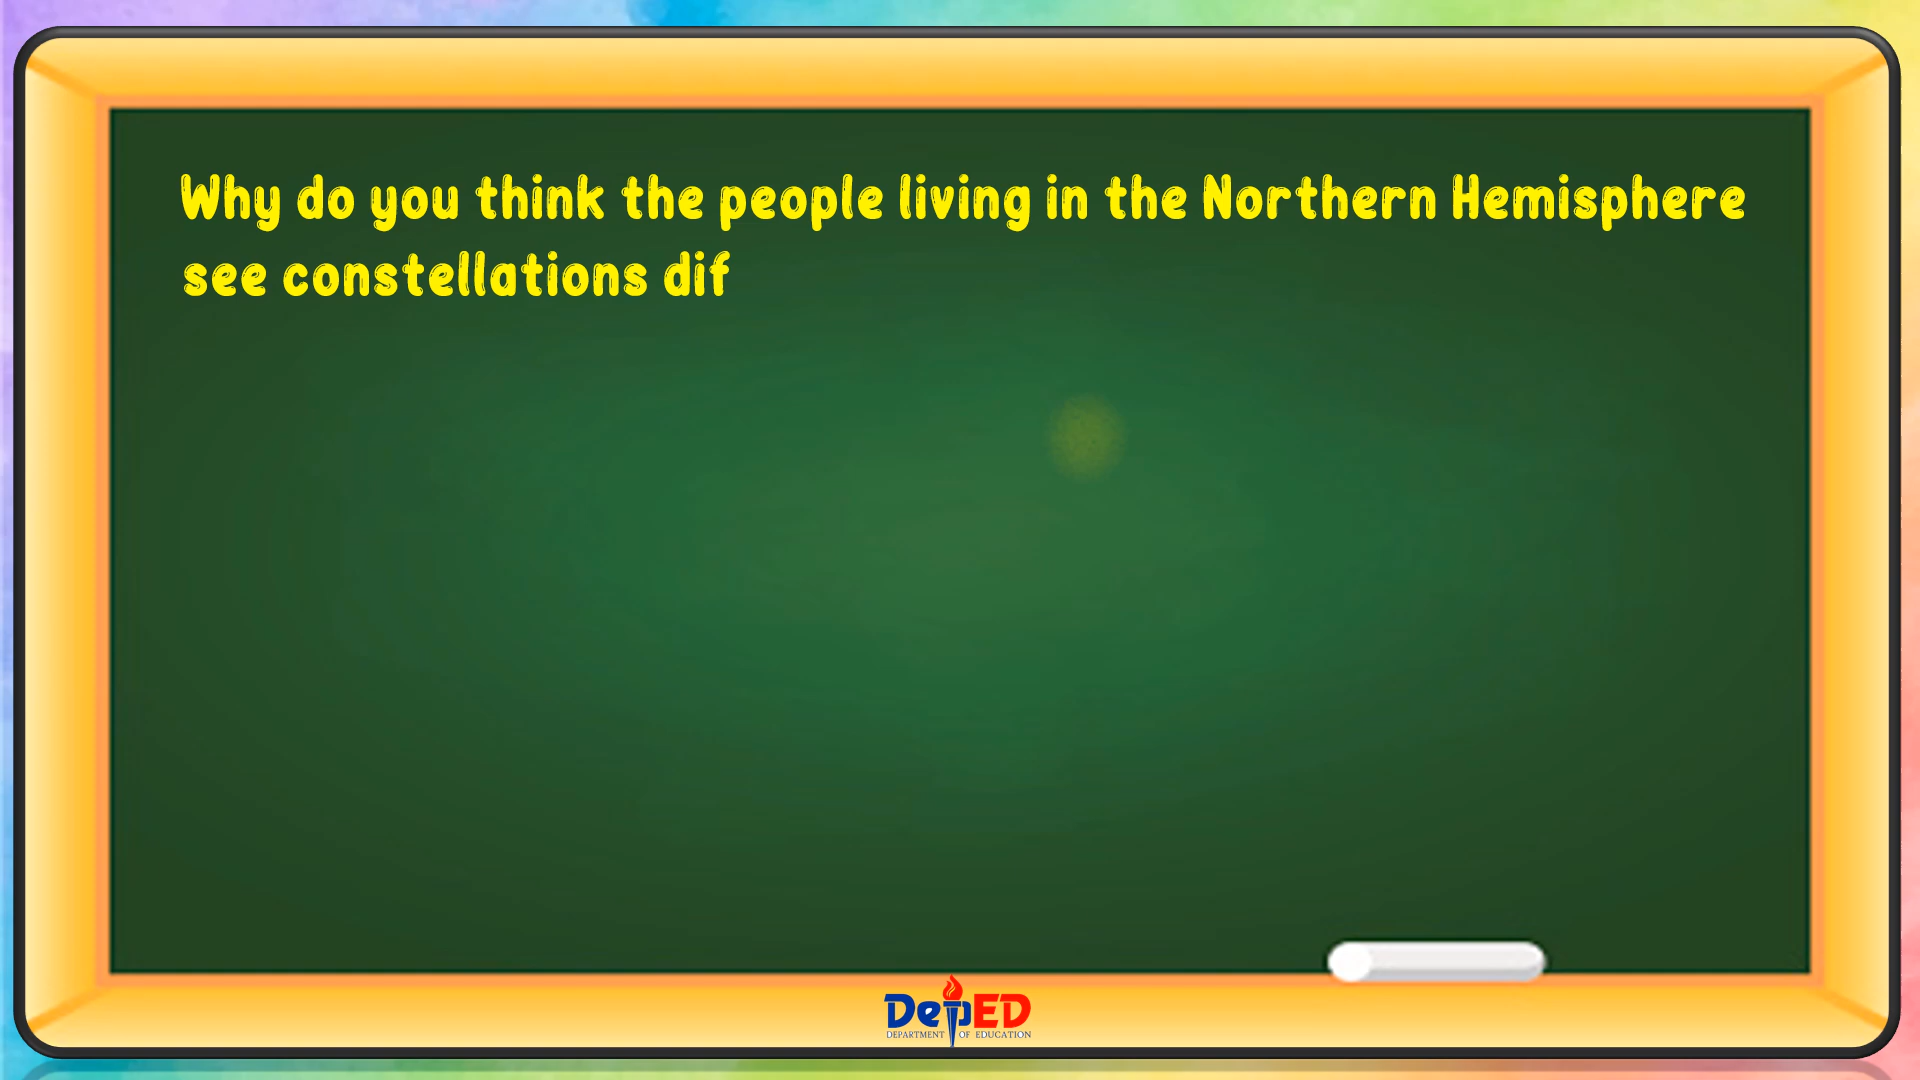 Why do you think the people living in the Northern Hemisphere
see constellations dif
DepED
DEPARTMENT OF EDUCATION